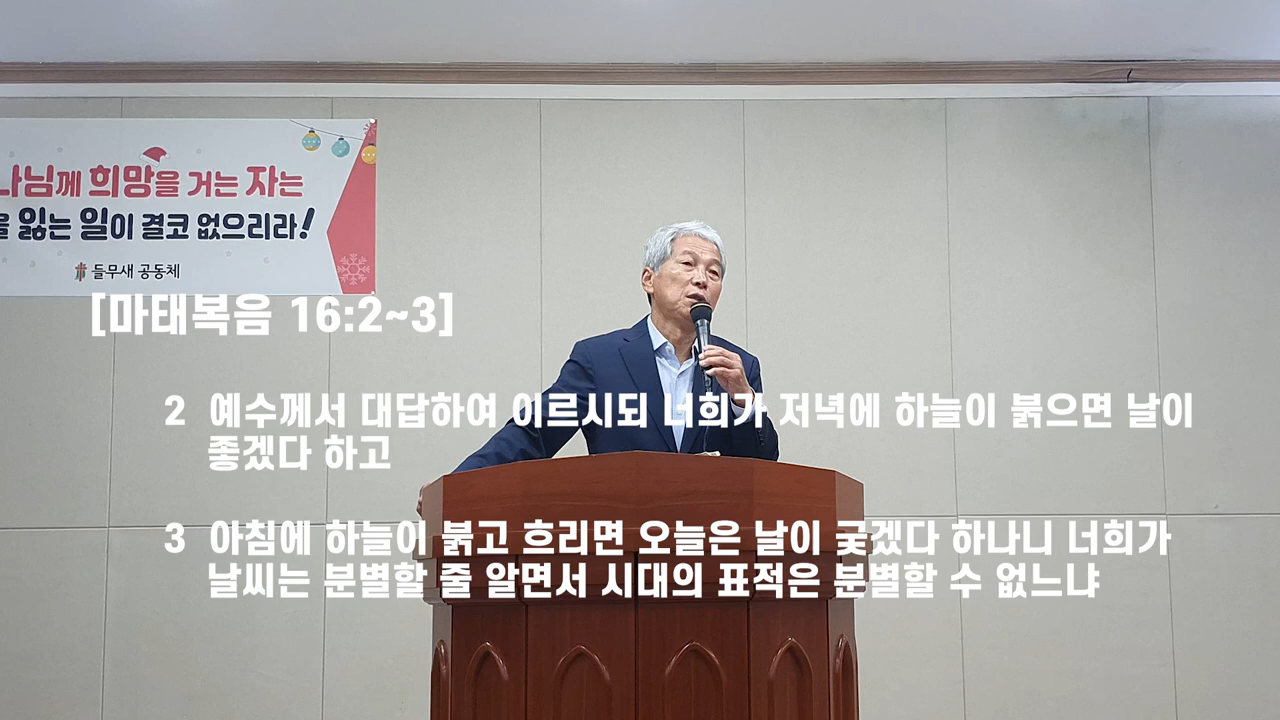 나님께 희망을 거는 자는
을 잃는 일이 결코 없으리라!
들무새 공동체
[마태복음 16:2~3]
2 예수께서 대답하여 이르시되 너희가 저녁에 하늘이 붉으면 날이
좋겠다 하고
3 아침에 하늘이 붉고 흐리면 오늘은 날이 궂겠다 하나니 너희가
날씨는 분별할 줄 알면서 시대의 표적은 분별할 수 없느냐